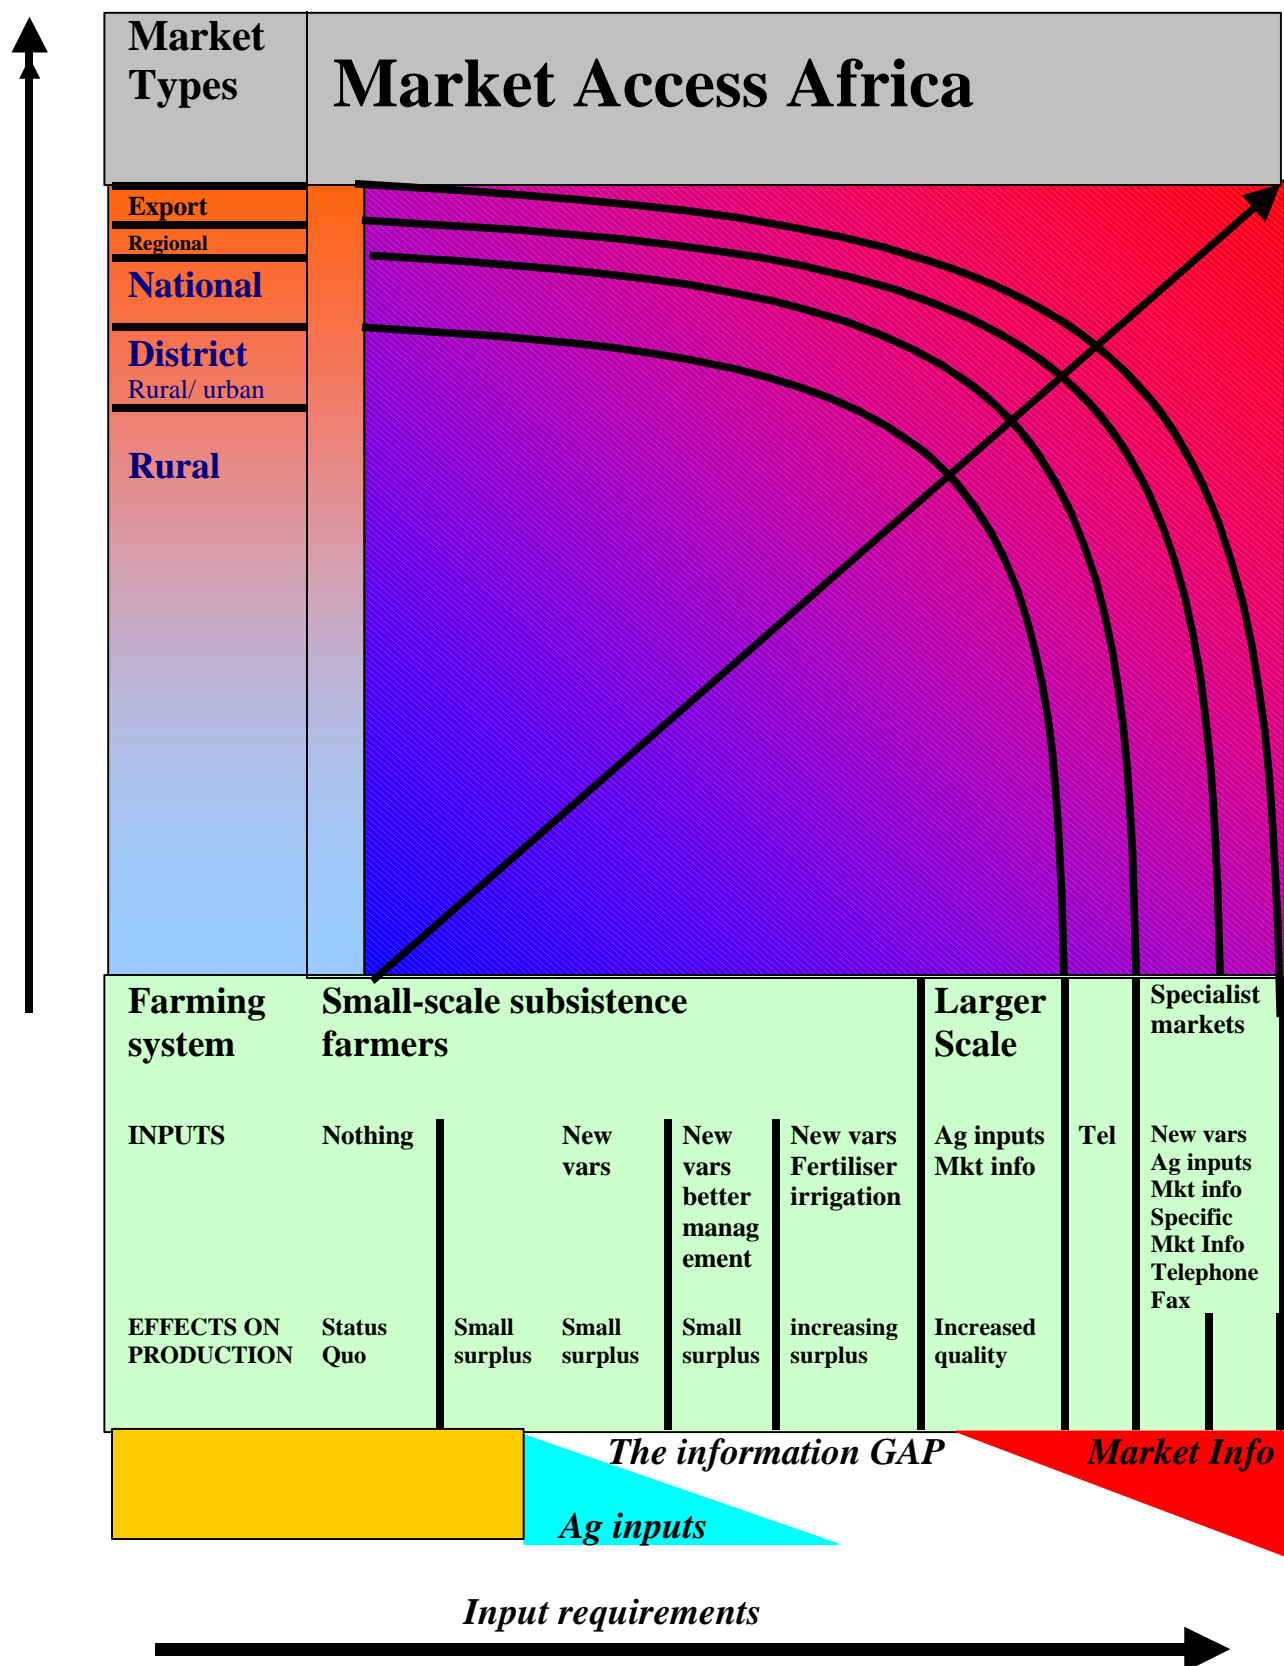 Market
Types
Market Access Africa
Export
Regional
National
District
Rural/ urban
Rural
Farming
system
Small-scale subsistence
farmers
Larger
Scale
Specialist
markets
INPUTS
Nothing
New
vars
New
vars
better
manag
ement
New vars
Fertiliser
irrigation
Ag inputs
Mkt info
Tel
New vars
Ag inputs
Mkt info
Specific
Mkt Info
Telephone
Fax
EFFECTS ON
PRODUCTION
Status
Quo
Small
surplus
Small
surplus
Small
surplus
increasing
surplus
Increased
quality
The information GAP
Market Info
Ag inputs
Input requirements